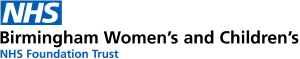 NHS
Birmingham Women's and Children's
NHS Foundation Trust